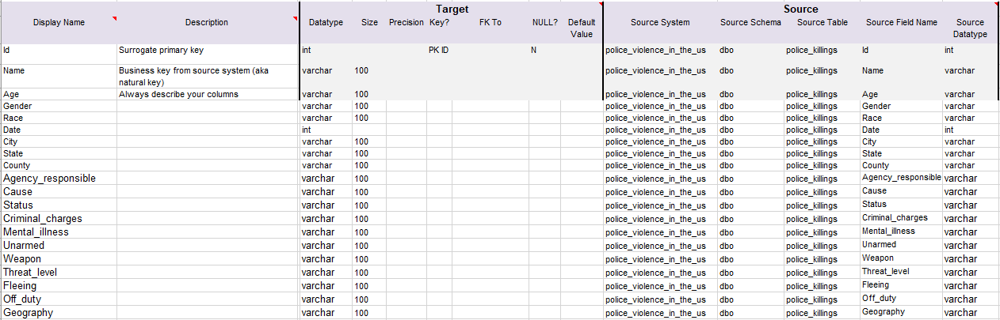 Target Source
Display Name Description Datatype Size Precision Key? FK To NULL? Default Value Source System Source Schema Source Table Source Field Name Source Datatype
Id Surrogate primary key int PK ID N police_violence_in_the_us dbo police_killings Id int
Name Business key from source system (aka natural key) varchar 100 police_violence_in_the_us dbo police_killings Name varchar
Age Always describe your columns varchar 100 police_violence_in_the_us dbo police_killings Age varchar
Gender varchar 100 police_violence_in_the_us dbo police_killings Gender varchar
Race varchar 100 police_violence_in_the_us dbo police_killings Race varchar
Date int police_violence_in_the_us dbo police_killings Date int
City varchar 100 police_violence_in_the_us dbo police_killings City varchar
State varchar 100 police_violence_in_the_us dbo police_killings State varchar
County varchar 100 police_violence_in_the_us dbo police_killings County varchar
Agency_responsible varchar 100 police_violence_in_the_us dbo police_killings Agency_responsible varchar
Cause varchar 100 police_violence_in_the_us dbo police_killings Cause varchar
Status varchar 100 police_violence_in_the_us dbo police_killings Status varchar
Criminal_charges varchar 100 police_violence_in_the_us dbo police_killings Criminal_charges varchar
Mental_illness varchar 100 police_violence_in_the_us dbo police_killings Mental_illness varchar
Unarmed varchar 100 police_violence_in_the_us dbo police_killings Unarmed varchar
Weapon varchar 100 police_violence_in_the_us dbo police_killings Weapon varchar
Threat_level varchar 100 police_violence_in_the_us dbo police_killings Threat_level varchar
Fleeing varchar 100 police_violence_in_the_us dbo police_killings Fleeing varchar
Off_duty varchar 100 police_violence_in_the_us dbo police_killings Off_duty varchar
Geography varchar 100 police_violence_in_the_us dbo police_killings Geography varchar